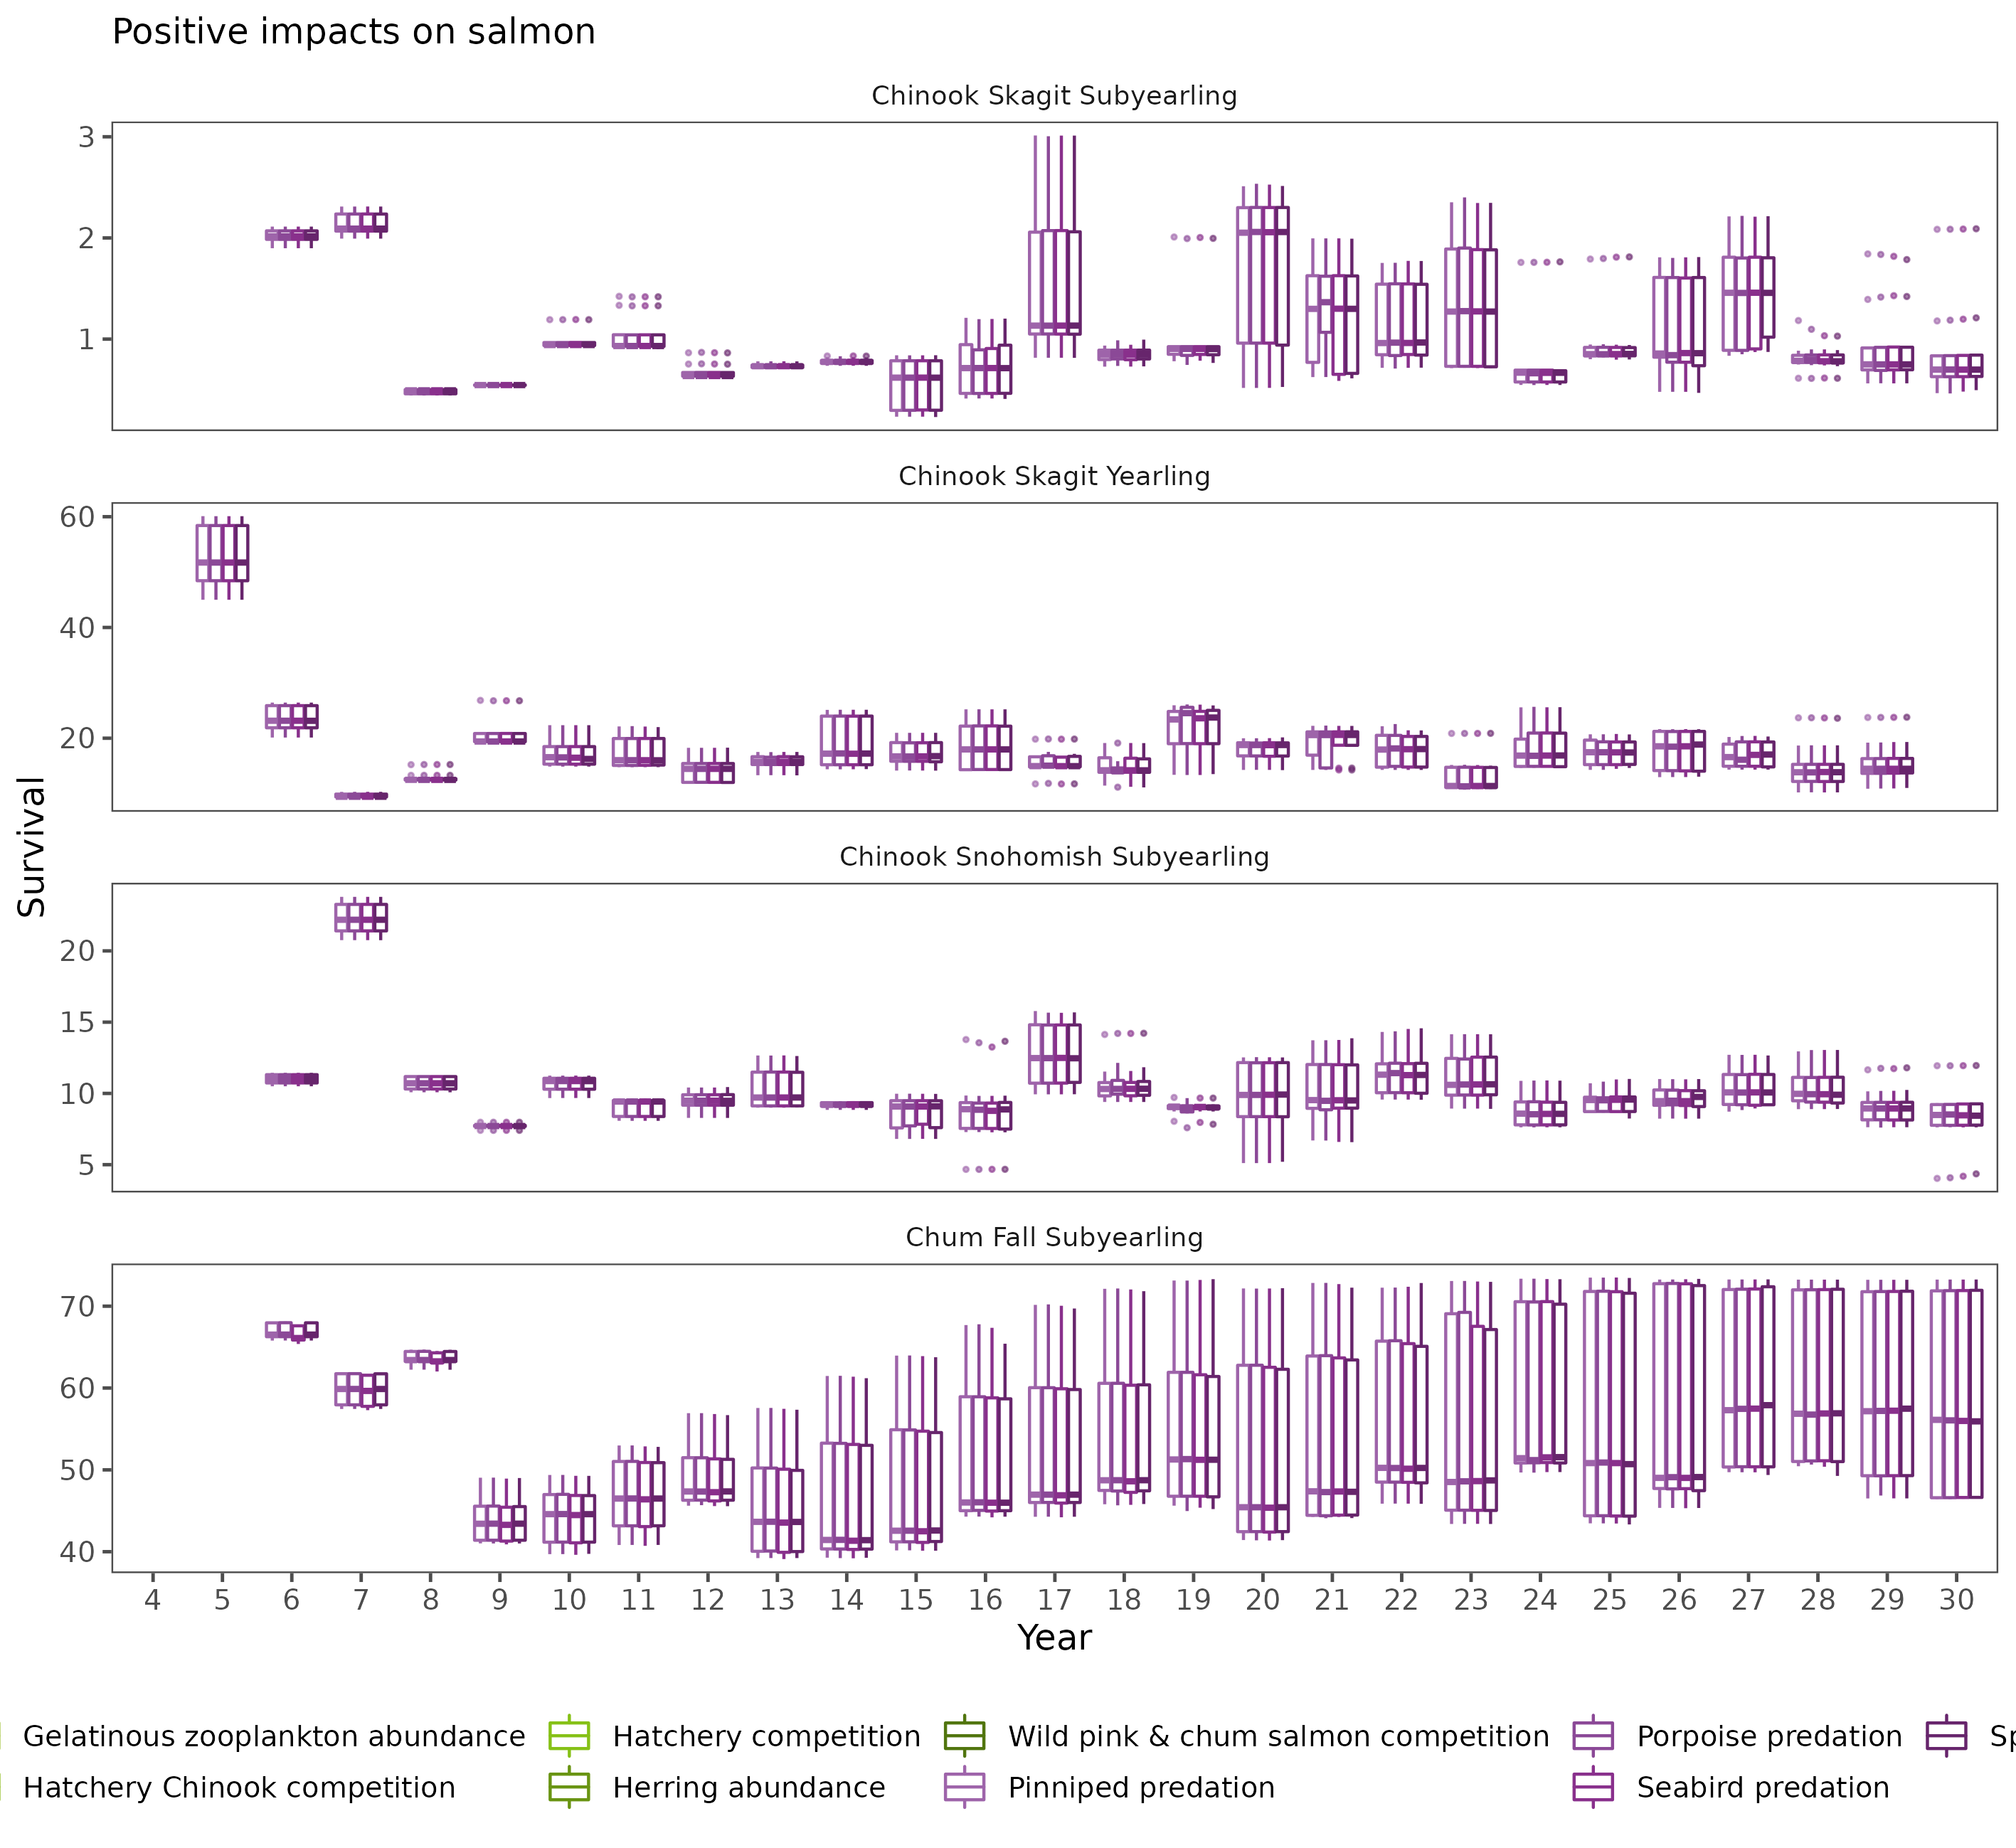 Positive impacts on salmon
Chinook Skagit Subyearling
3
2
1
Chinook Skagit Yearling
60
40
20
Chinook Snohomish Subyearling
20
15
10
5
Chum Fall Subyearling
70
60
50
40
Survival
4 5 6 7 8 9 10 11 12 13 14 15 16 17 18 19 20 21 22 23 24 25 26 27 28 29 30
Year
Gelatinous zooplankton abundance Hatchery competition Wild pink & chum salmon competition Porpoise predation
Hatchery Chinook competition Herring abundance Pinniped predation Seabird predation